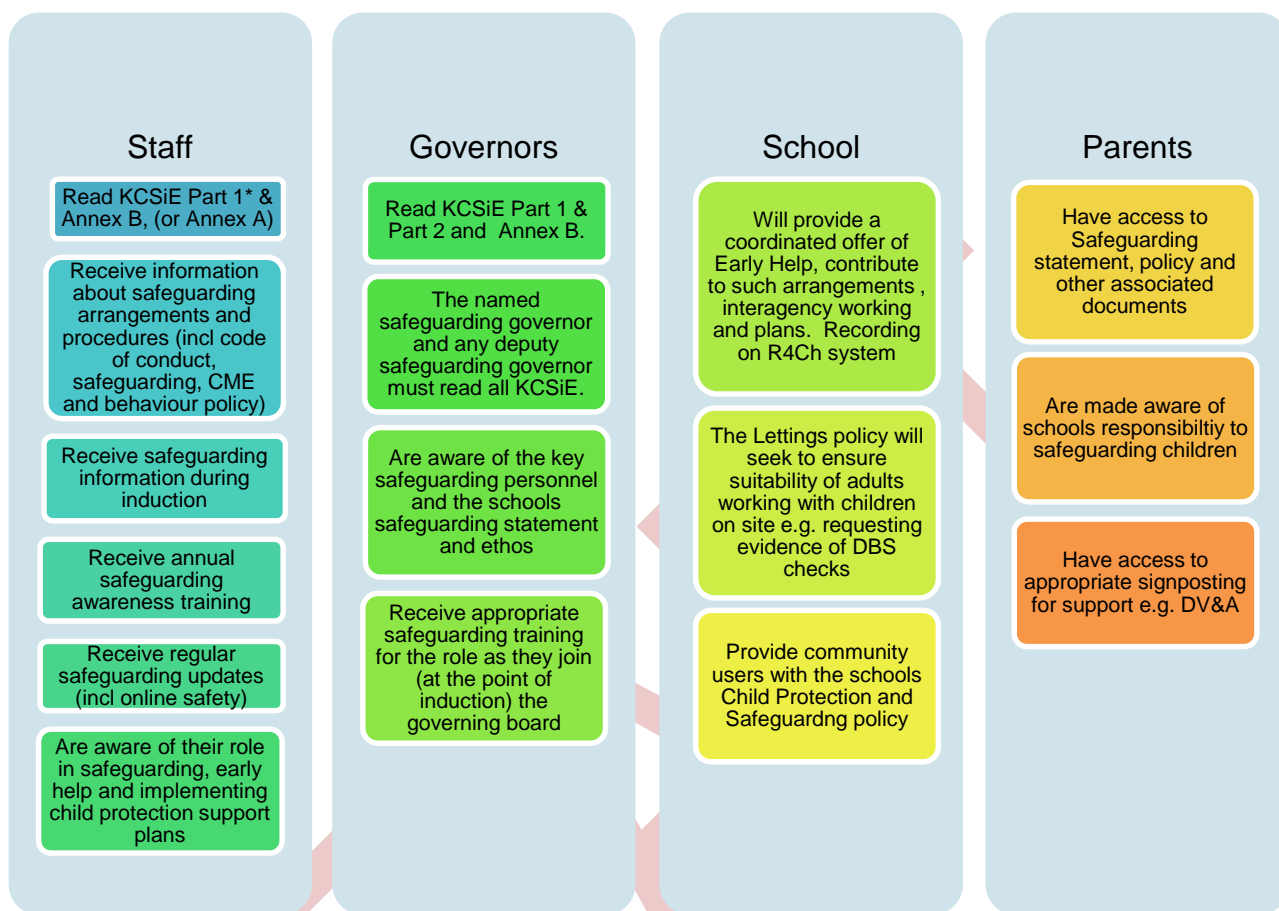 Staff
Read KCSiE Part 1* &
Annex B, (or Annex A)
Receive information
about safeguarding
arrangements and
procedures (incl code
of conduct,
safeguarding, CME
and behaviour policy)
Receive safeguarding
information during
induction
Receive annual
safeguarding
awareness training
Receive regular
safeguarding updates
(incl online safety)
Are aware of their role
in safeguarding, early
help and implementing
child protection support
plans
Governors
Read KCSiE Part 1 &
Part 2 and Annex B.
The named
safeguarding governor
and any deputy
safeguarding governor
must read all KCSiE.
Are aware of the key
safeguarding personnel
and the schools
safeguarding statement
and ethos
Receive appropriate
safeguarding training
for the role as they join
(at the point of
induction) the
governing board
School
Will provide a
coordinated offer of
Early Help, contribute
to such arrangements ,
interagency working
and plans. Recording
on R4Ch system
The Lettings policy will
seek to ensure
suitability of adults
working with children
on site e.g. requesting
evidence of DBS
checks
Provide community
users with the schools
Child Protection and
Safeguardng policy
Parents
Have access to
Safeguarding
statement, policy and
other associated
documents
Are made aware of
schools responsibiltiy to
safeguarding children
Have access to
appropriate signposting
for support e.g. DV&A